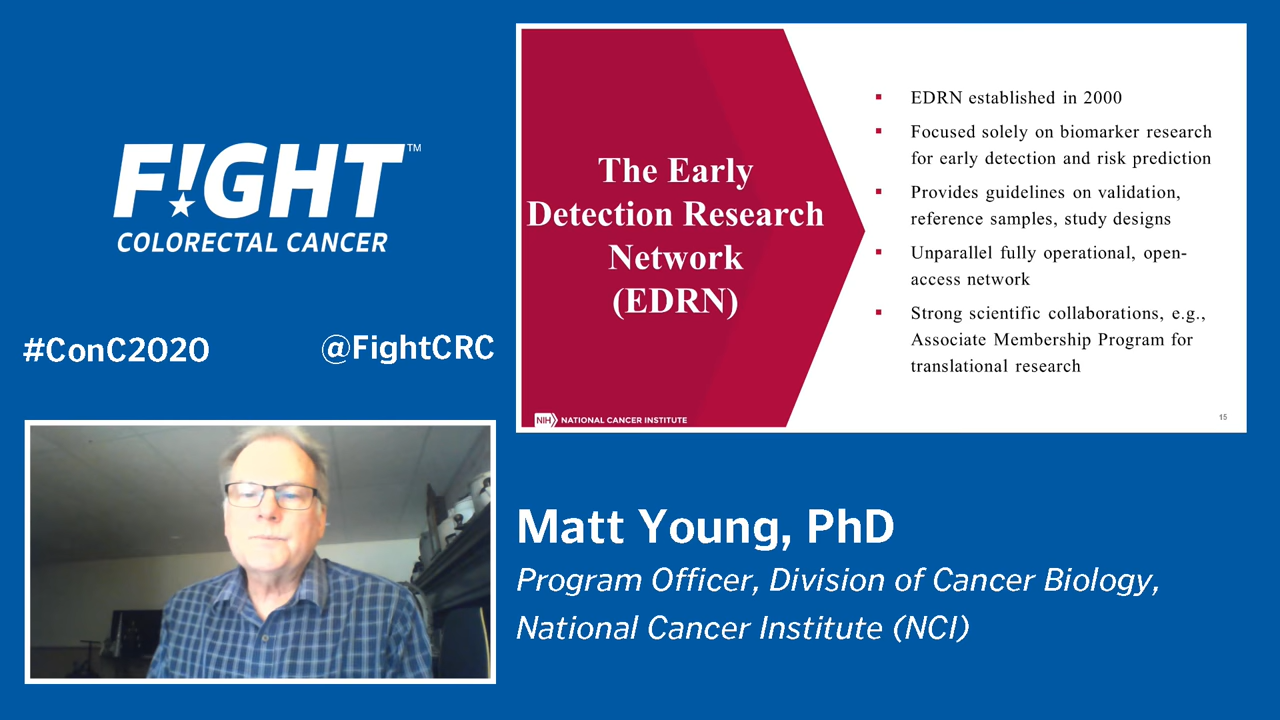 F!GHT™
COLORECTAL CANCER
#ConC2020
@FightCRC
The Early
Detection Research
Network
(EDRN)
NIH NATIONAL CANCER INSTITUTE
▪ EDRN established in 2000
▪ Focused solely on biomarker research
for early detection and risk prediction
▪ Provides guidelines on validation,
reference samples, study designs
▪ Unparallel fully operational, open-
access network
▪ Strong scientific collaborations, e.g.,
Associate Membership Program for
translational research
15
Matt Young, PhD
Program Officer, Division of Cancer Biology,
National Cancer Institute (NCI)